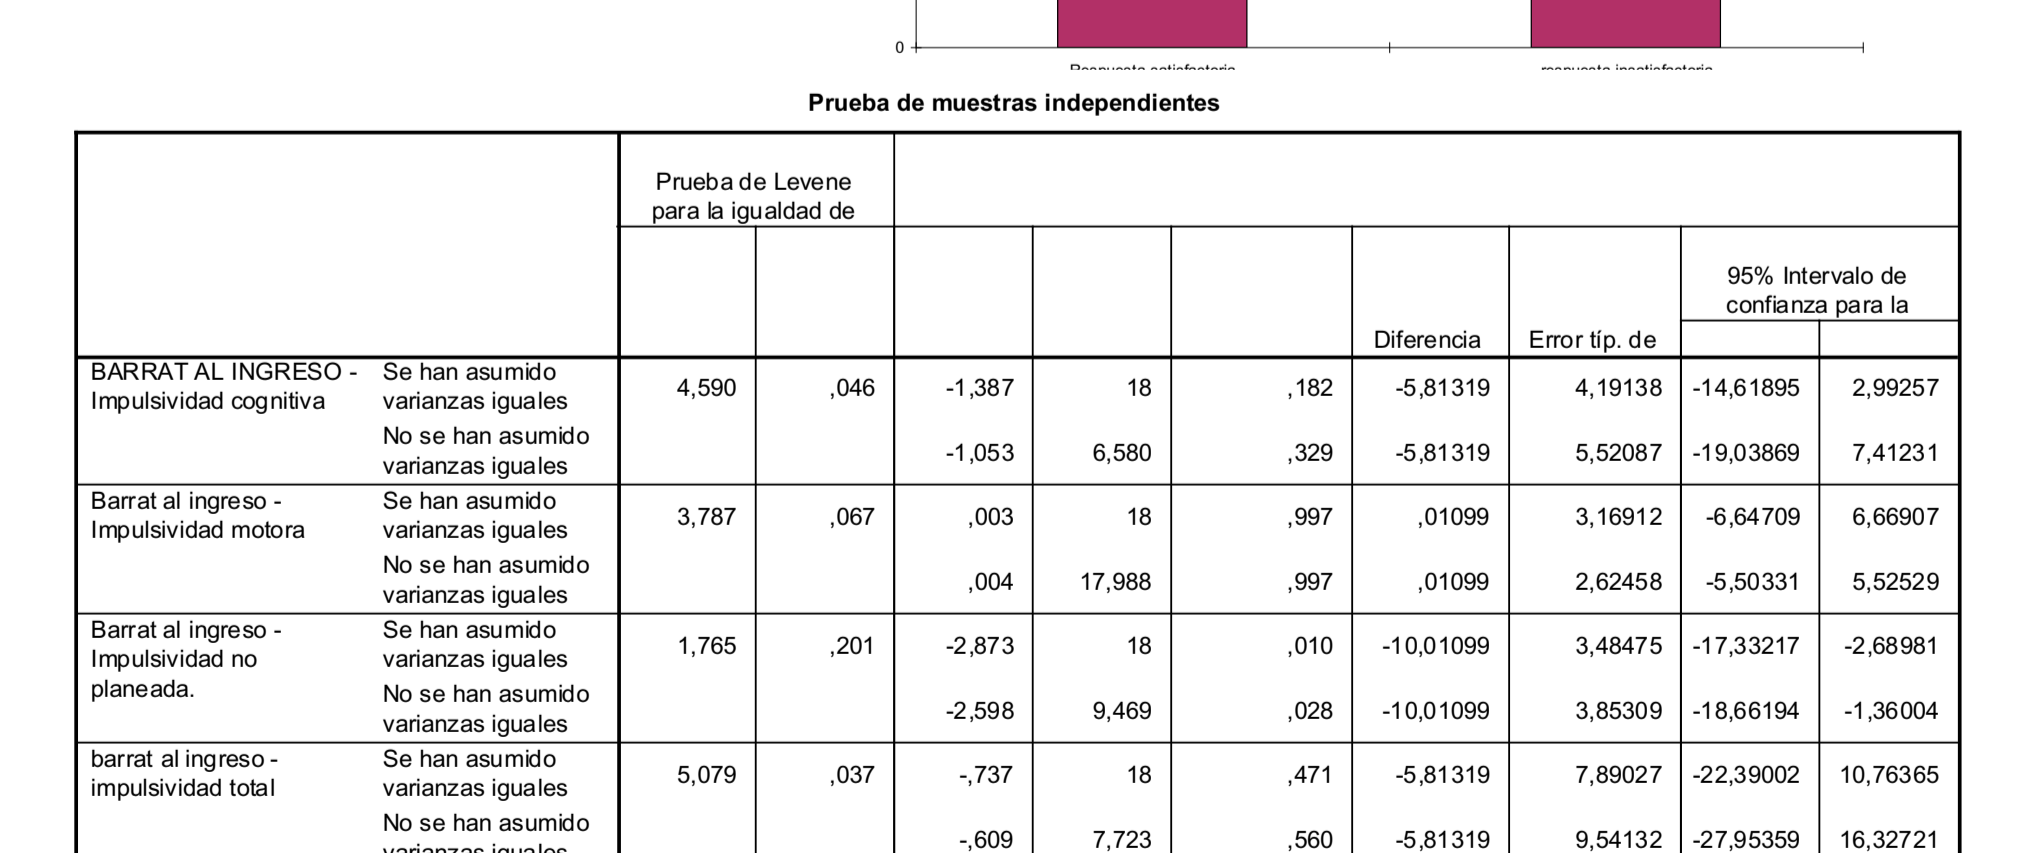 0
Respuesta satisfactoria
respuesta insatisfactoria
Prueba de muestras independientes
Prueba de Levene
para la igualdad de
95% Intervalo de
confianza para la
Diferencia Error típ. de
BARRAT AL INGRESO - Se han asumido
Impulsividad cognitiva varianzas iguales 4,590 ,046 -1,387 18 ,182 -5,81319 4,19138 -14,61895 2,99257
No se han asumido
varianzas iguales -1,053 6,580 ,329 -5,81319 5,52087 -19,03869 7,41231
Barrat al ingreso - Se han asumido
Impulsividad motora varianzas iguales 3,787 ,067 ,003 18 ,997 ,01099 3,16912 -6,64709 6,66907
No se han asumido
varianzas iguales ,004 17,988 ,997 ,01099 2,62458 -5,50331 5,52529
Barrat al ingreso - Se han asumido
Impulsividad no varianzas iguales 1,765 ,201 -2,873 18 ,010 -10,01099 3,48475 -17,33217 -2,68981
planeada. No se han asumido
varianzas iguales -2,598 9,469 ,028 -10,01099 3,85309 -18,66194 -1,36004
barrat al ingreso - Se han asumido
impulsividad total varianzas iguales 5,079 ,037 -,737 18 ,471 -5,81319 7,89027 -22,39002 10,76365
No se han asumido
varianzas iguales -,609 7,723 ,560 -5,81319 9,54132 -27,95359 16,32721